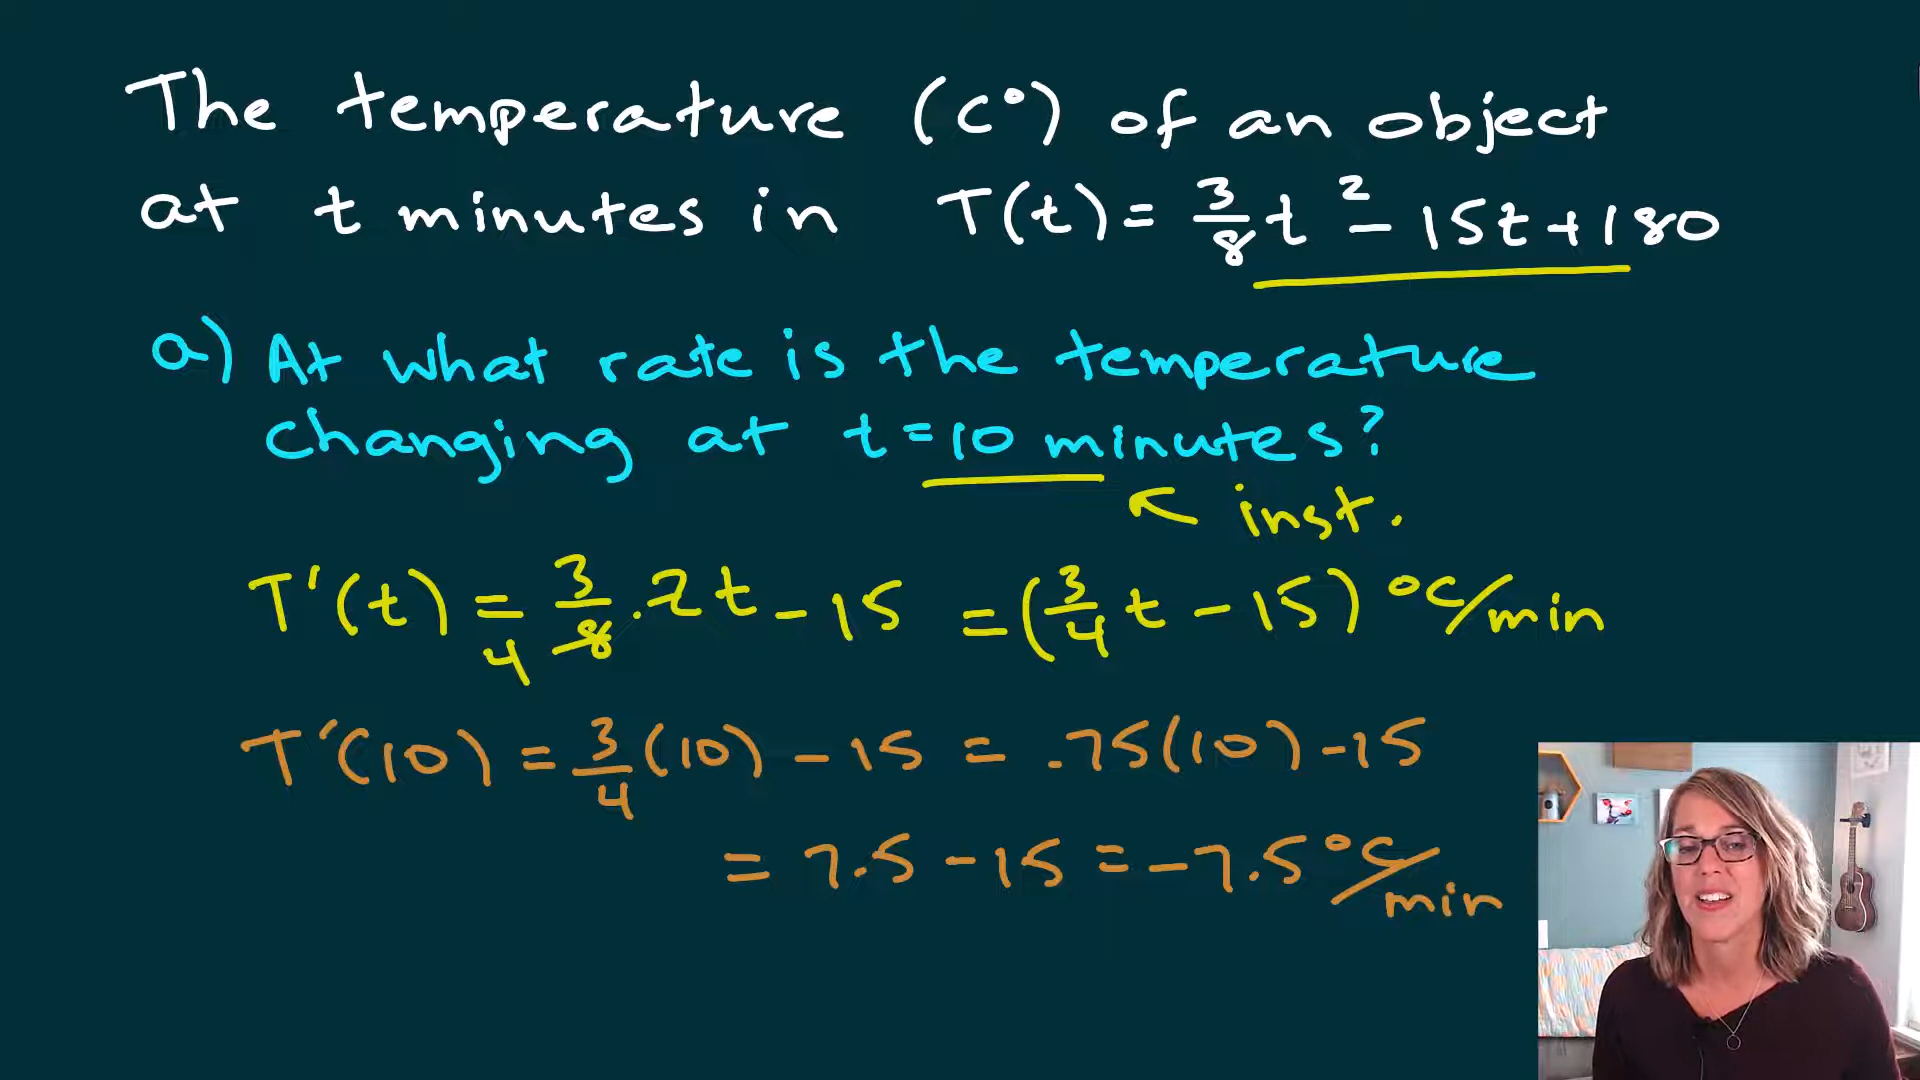 The temperature (C°) of an object
at t minutes in T(t) = 3/8 t² - 15t + 180
a) At what rate is the temperature
changing at t = 10 minutes?
← inst.
T'(t) = 3/8 · 2t - 15 = (3/4 t - 15) °C/min
4
T'(10) = 3/4 (10) - 15 = .75(10) - 15
= 7.5 - 15 = -7.5 °C/min